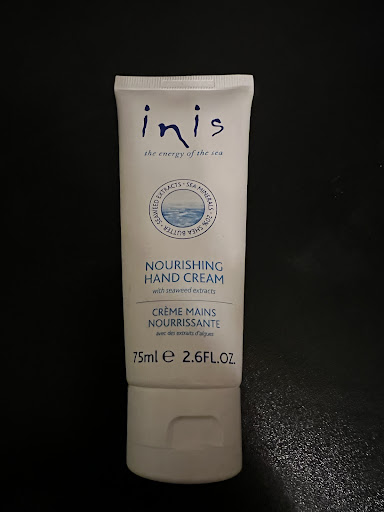 inis
the energy of the sea
SEAWEED EXTRACTS • SEA MINERALS • 20% SHEA BUTTER •
NOURISHING
HAND CREAM
with seaweed extracts
CRÈME MAINS
NOURRISSANTE
avec des extraits d'algues
75ml e 2.6FL.OZ.